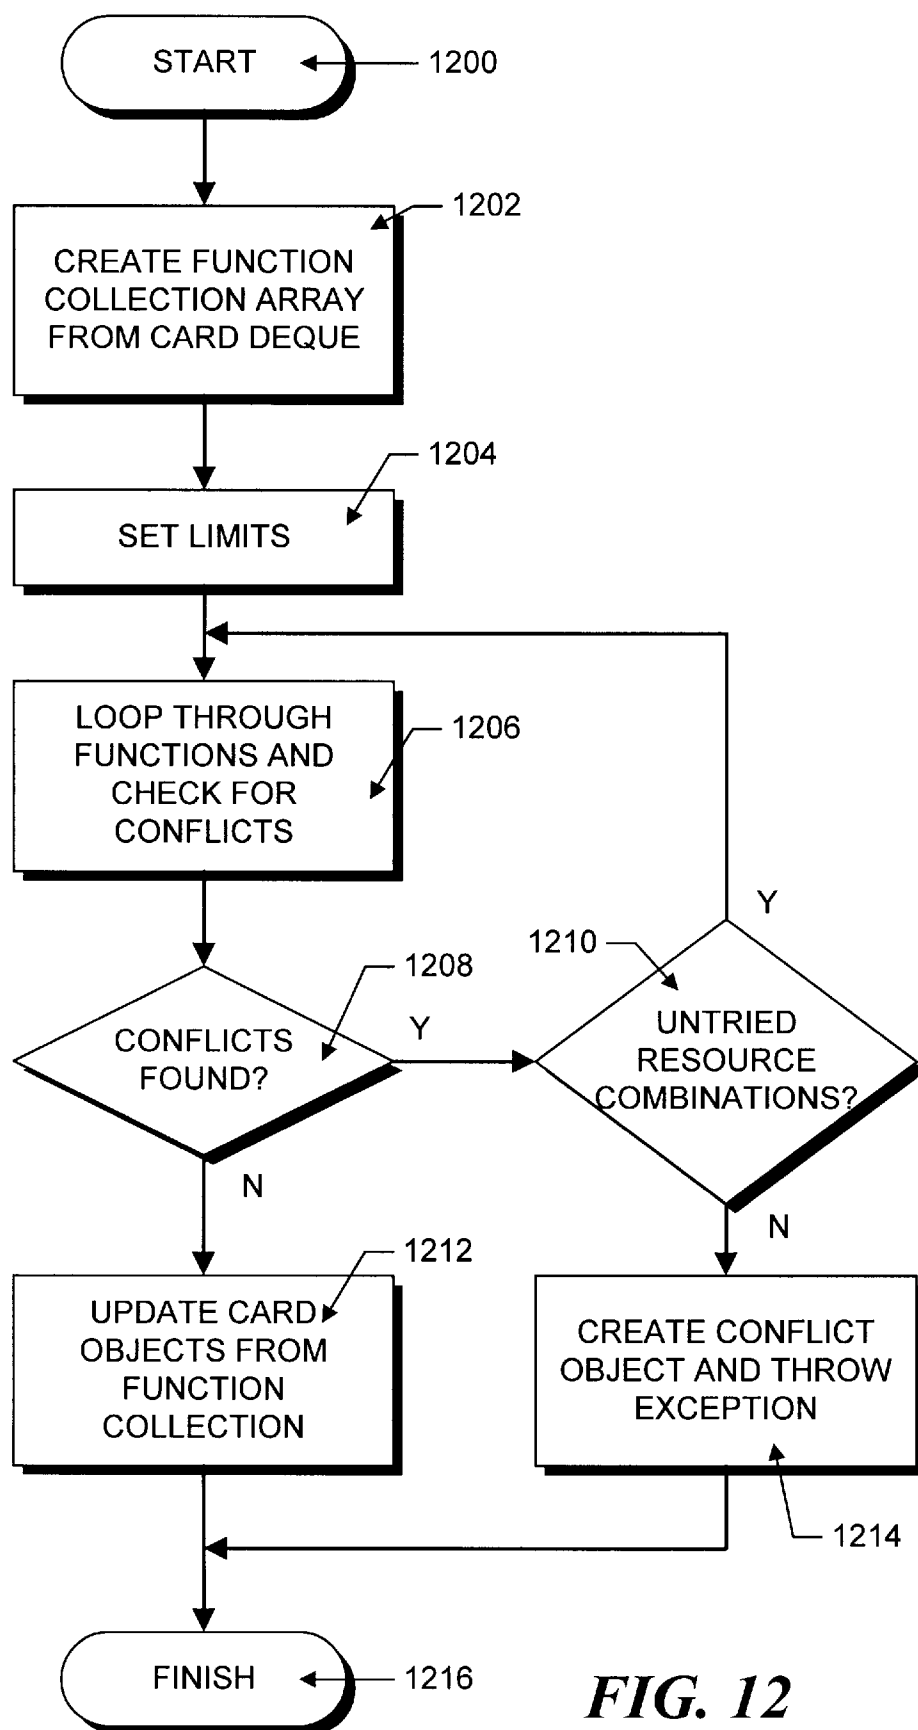 START
1200
1202
CREATE FUNCTION
COLLECTION ARRAY
FROM CARD DEQUE
1204
SET LIMITS
LOOP THROUGH
FUNCTIONS AND
CHECK FOR
CONFLICTS
1206
Y
1210
1208
CONFLICTS
FOUND?
Y
UNTRIED
RESOURCE
COMBINATIONS?
N
N
1212
UPDATE CARD
OBJECTS FROM
FUNCTION
COLLECTION
CREATE CONFLICT
OBJECT AND THROW
EXCEPTION
1214
FINISH
1216
FIG. 12